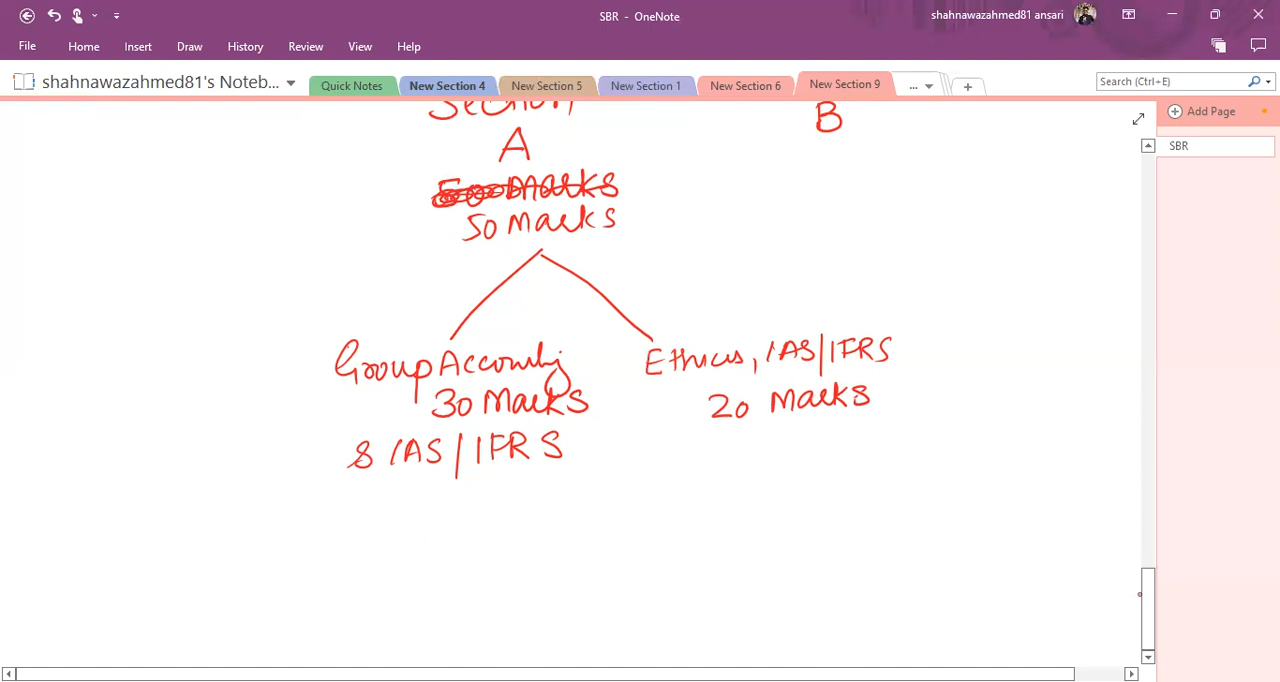 SBR - OneNote
shahnawazahmed81 ansari
File Home Insert Draw History Review View Help
shahnawazahmed81's Noteb... Quick Notes New Section 4 New Section 5 New Section 1 New Section 6 New Section 9 ... + Search (Ctrl+E)
Add Page
SBR
Section B
A
50 Marks
Group Accounting Ethics, IAS/IFRS
30 Marks 20 Marks
& IAS/IFRS